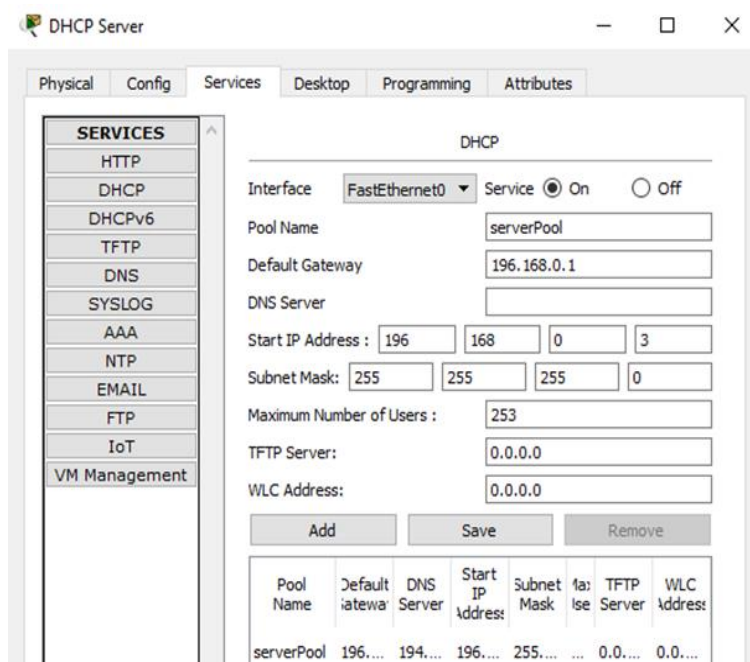 DHCP Server
Physical Config Services Desktop Programming Attributes
SERVICES
HTTP
DHCP
DHCPv6
TFTP
DNS
SYSLOG
AAA
NTP
EMAIL
FTP
IoT
VM Management
DHCP
Interface FastEthernet0 Service On Off
Pool Name serverPool
Default Gateway 196.168.0.1
DNS Server
Start IP Address : 196 168 0 3
Subnet Mask: 255 255 255 0
Maximum Number of Users : 253
TFTP Server: 0.0.0.0
WLC Address: 0.0.0.0
Add Save Remove
Pool Name Default DNS Server Start IP Subnet Mask TFTP Server WLC
serverPool 196.... 194.... 196.... 255.... ... 0.0.... 0.0....